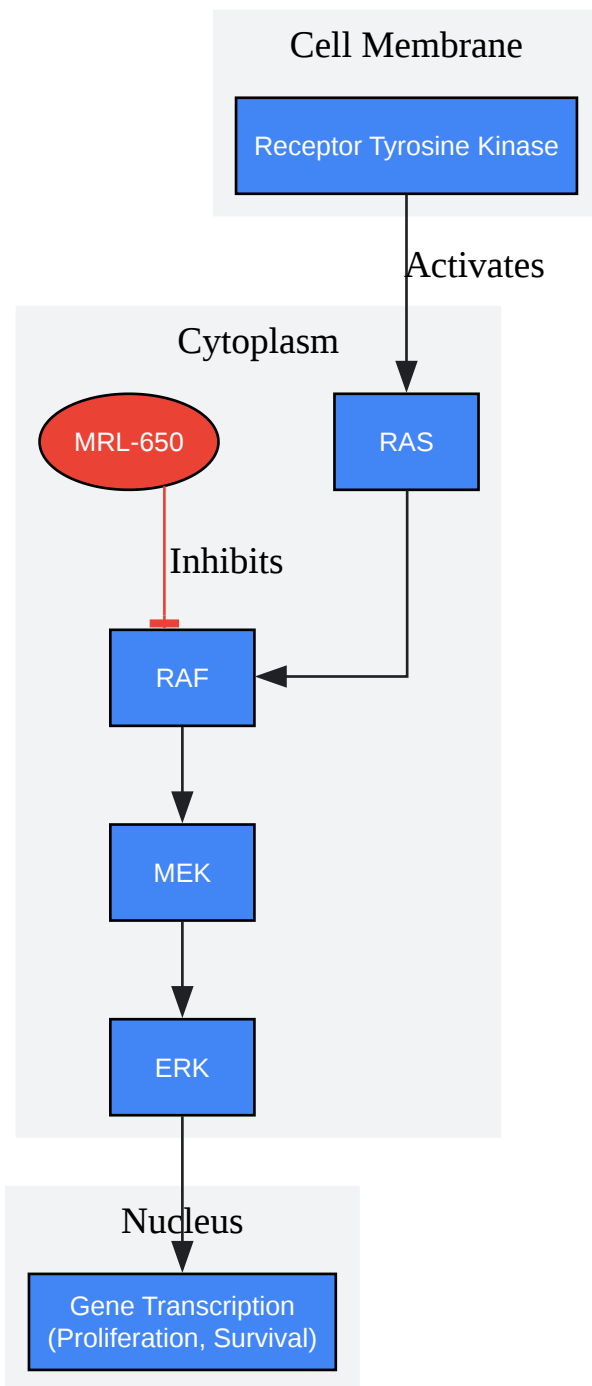 Cell Membrane
Receptor Tyrosine Kinase
Activates
Cytoplasm
MRL-650
RAS
Inhibits
RAF
MEK
ERK
Nucleus
Gene Transcription
(Proliferation, Survival)